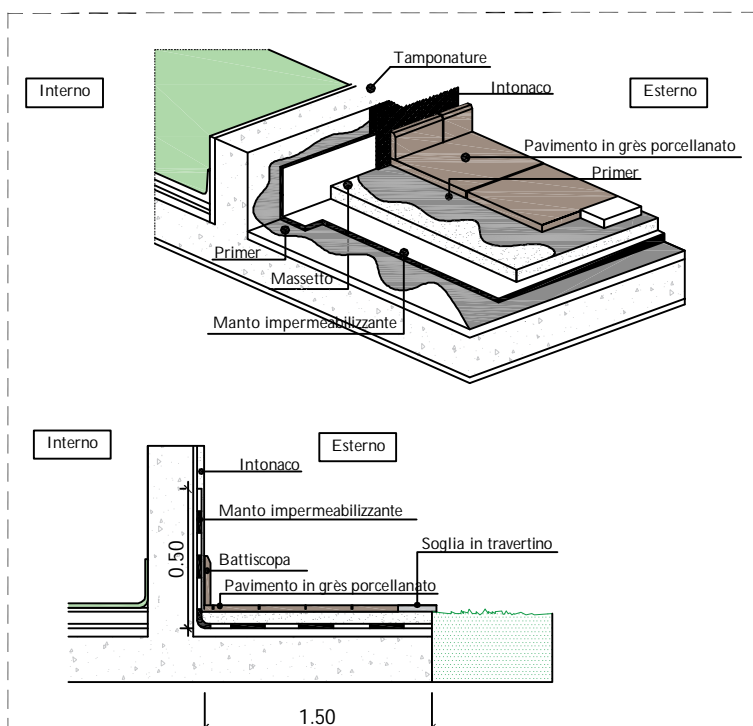 Tamponature
Interno
Intonaco
Esterno
Pavimento in grès porcellanato
Primer
Primer
Massetto
Manto impermeabilizzante
Interno
Esterno
Intonaco
Manto impermeabilizzante
0.50
Soglia in travertino
Battiscopa
Pavimento in grès porcellanato
1.50